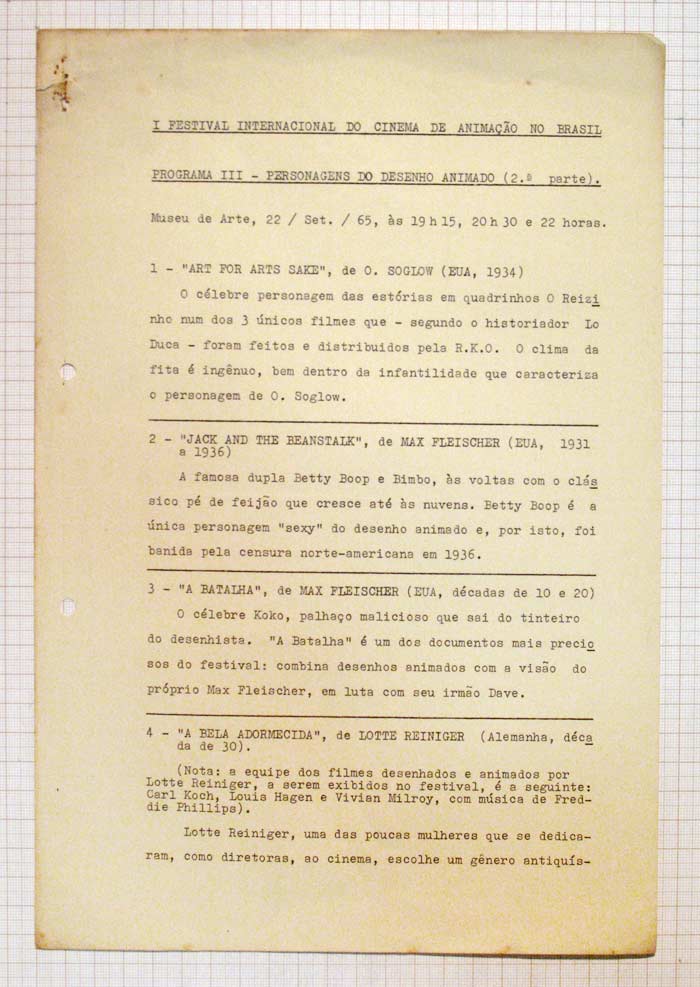 I FESTIVAL INTERNACIONAL DO CINEMA DE ANIMAÇÃO NO BRASIL
PROGRAMA III - PERSONAGENS DO DESENHO ANIMADO (2.ª parte).
Museu de Arte, 22 / Set. / 65, às 19 h 15, 20 h 30 e 22 horas.
1 - "ART FOR ARTS SAKE", de O. SOGLOW (EUA, 1934)
O célebre personagem das estórias em quadrinhos O Reizi
nho num dos 3 únicos filmes que - segundo o historiador Lo
Duca - foram feitos e distribuidos pela R.K.O. O clima da
fita é ingênuo, bem dentro da infantilidade que caracteriza
o personagem de O. Soglow.
2 - "JACK AND THE BEANSTALK", de MAX FLEISCHER (EUA, 1931
a 1936)
A famosa dupla Betty Boop e Bimbo, às voltas com o clás
sico pé de feijão que cresce até às nuvens. Betty Boop é a
única personagem "sexy" do desenho animado e, por isto, foi
banida pela censura norte-americana em 1936.
3 - "A BATALHA", de MAX FLEISCHER (EUA, décadas de 10 e 20)
O célebre Koko, palhaço malicioso que sai do tinteiro
do desenhista. "A Batalha" é um dos documentos mais precio
sos do festival: combina desenhos animados com a visão do
próprio Max Fleischer, em luta com seu irmão Dave.
4 - "A BELA ADORMECIDA", de LOTTE REINIGER (Alemanha, déca
da de 30).
(Nota: a equipe dos filmes desenhados e animados por
Lotte Reiniger, a serem exibidos no festival, é a seguinte:
Carl Koch, Louis Hagen e Vivian Milroy, com música de Fred-
die Phillips).
Lotte Reiniger, uma das poucas mulheres que se dedica-
ram, como diretoras, ao cinema, escolhe um gênero antiquís-